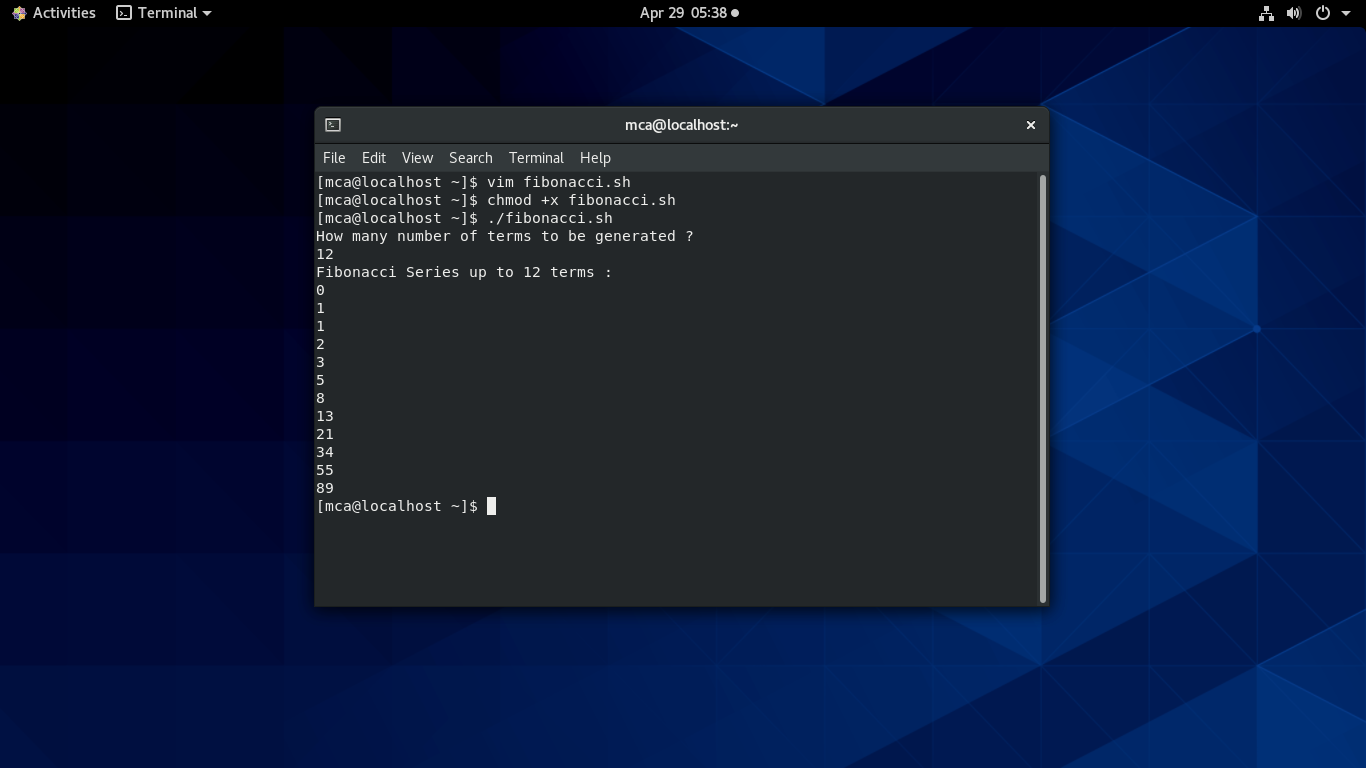 Activities Terminal Apr 29 05:38
mca@localhost:~
File Edit View Search Terminal Help
[mca@localhost ~]$ vim fibonacci.sh
[mca@localhost ~]$ chmod +x fibonacci.sh
[mca@localhost ~]$ ./fibonacci.sh
How many number of terms to be generated ?
12
Fibonacci Series up to 12 terms :
0
1
1
2
3
5
8
13
21
34
55
89
[mca@localhost ~]$